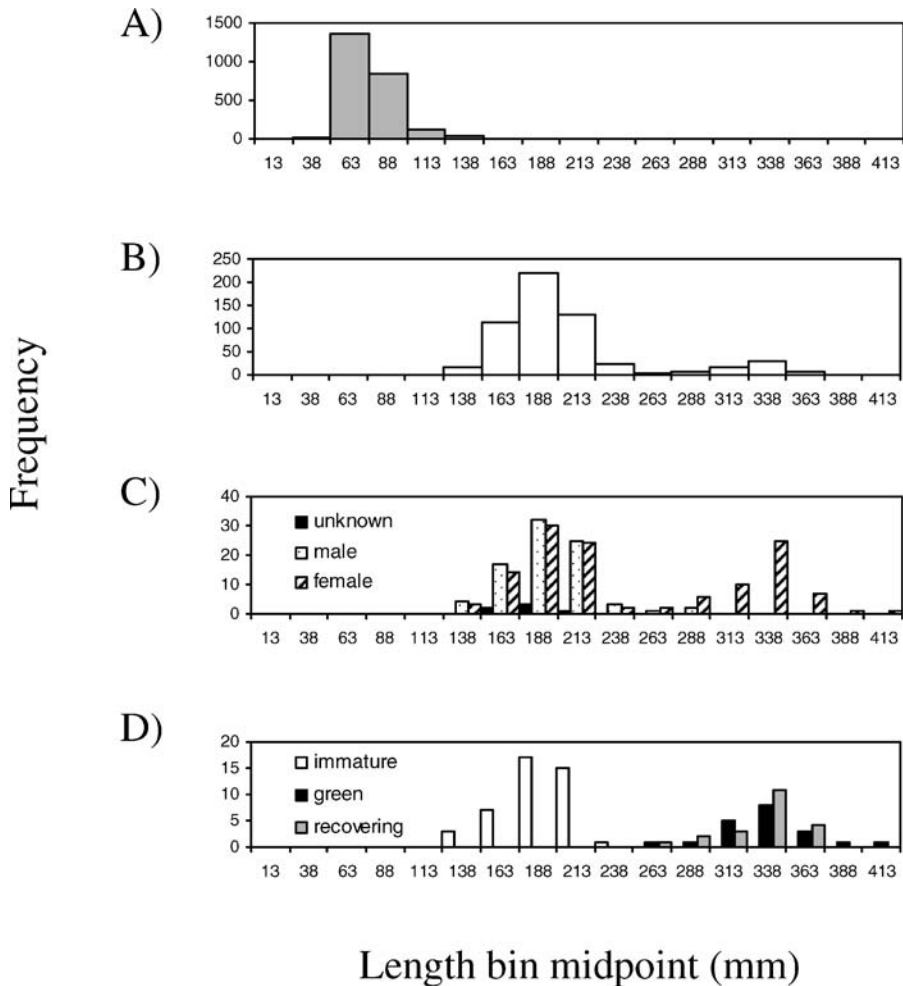 A)
1500
1000
500
0
13 38 63 88 113 138 163 188 213 238 263 288 313 338 363 388 413
B)
250
200
150
100
50
0
13 38 63 88 113 138 163 188 213 238 263 288 313 338 363 388 413
Frequency
C)
40
30
20
10
0
unknown
male
female
13 38 63 88 113 138 163 188 213 238 263 288 313 338 363 388 413
D)
20
15
10
5
0
immature
green
recovering
13 38 63 88 113 138 163 188 213 238 263 288 313 338 363 388 413
Length bin midpoint (mm)